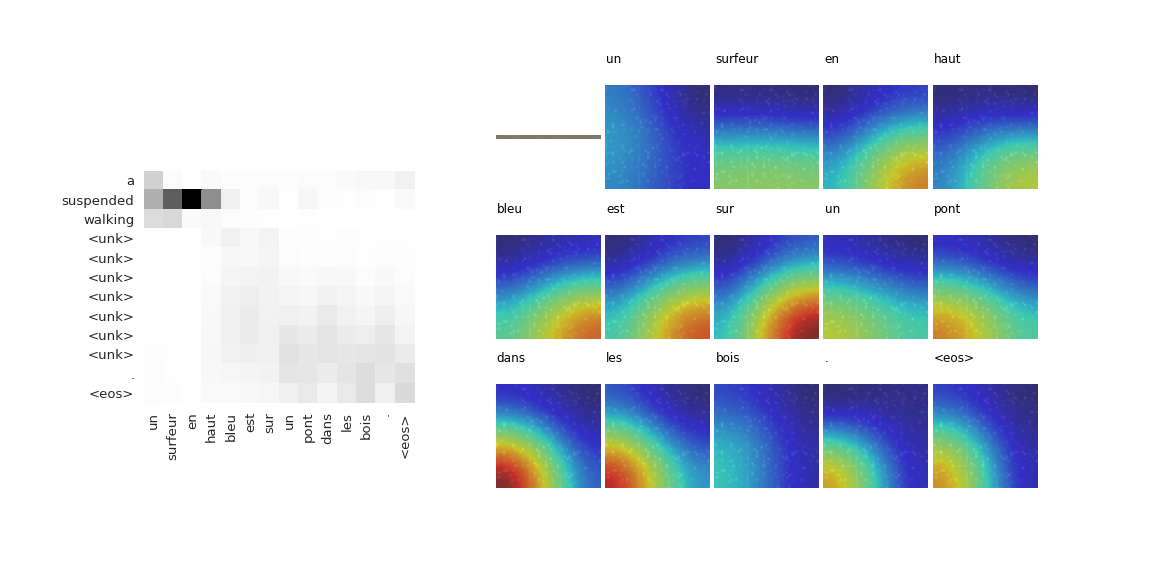 a
suspended
walking
<unk>
<unk>
<unk>
<unk>
<unk>
<unk>
<unk>
.
<eos>
un surfeur en haut bleu est sur un pont dans les bois . <eos>
un surfeur en haut
bleu est sur un pont
dans les bois . <eos>